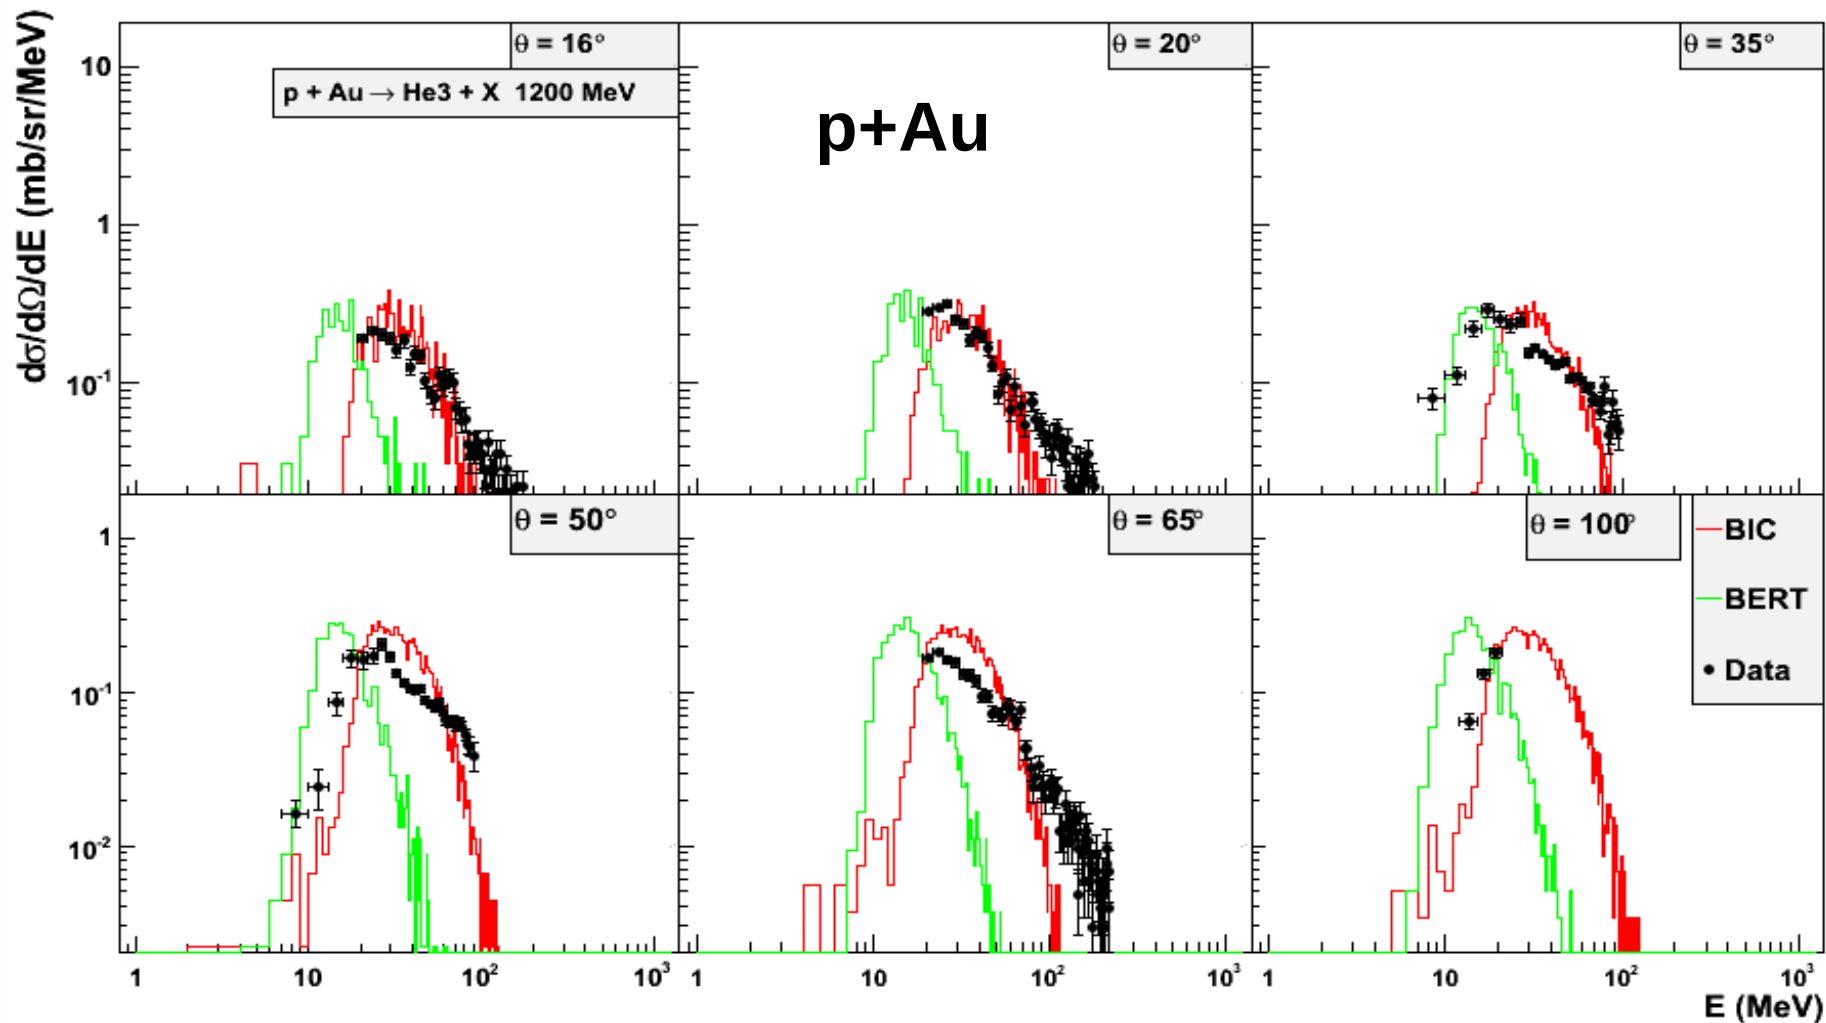 dσ/dΩ/dE (mb/sr/MeV)
θ = 16°
θ = 20°
θ = 35°
p + Au → He3 + X 1200 MeV
p+Au
10
1
10⁻¹
θ = 50°
θ = 65°
θ = 100°
BIC
BERT
Data
1
10⁻¹
10⁻²
1 10 10² 10³ 1 10 10² 10³ 1 10 10² 10³
E (MeV)